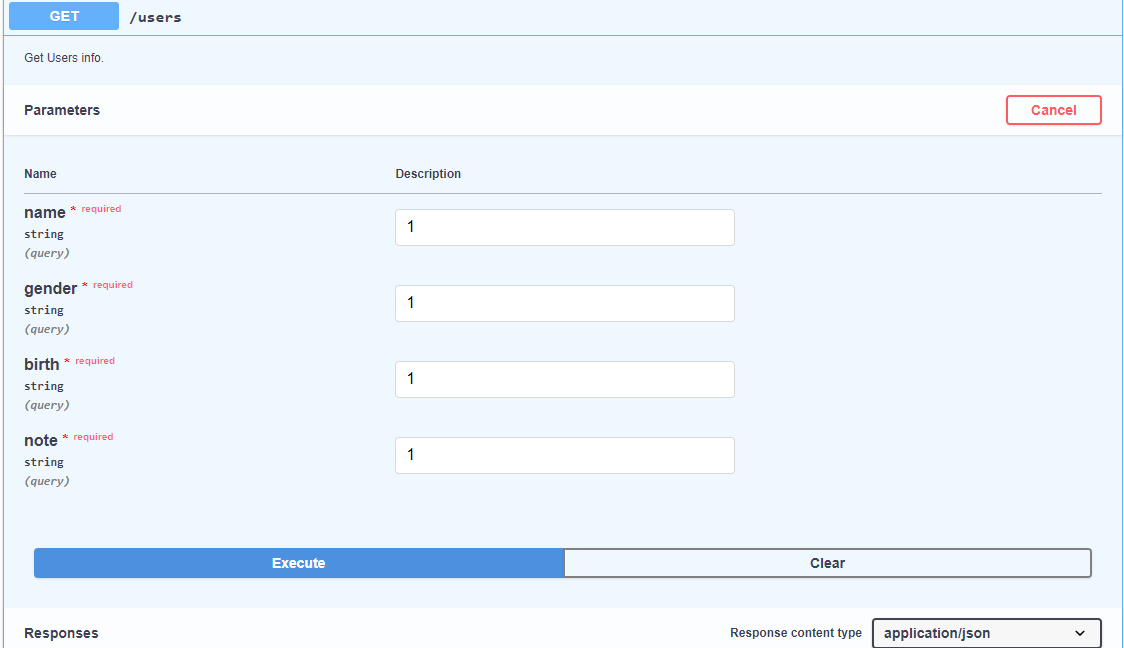 GET /users
Get Users info.
Parameters Cancel
Name Description
name * required
string 1
(query)
gender * required
string 1
(query)
birth * required
string 1
(query)
note * required
string 1
(query)
Execute Clear
Responses Response content type application/json